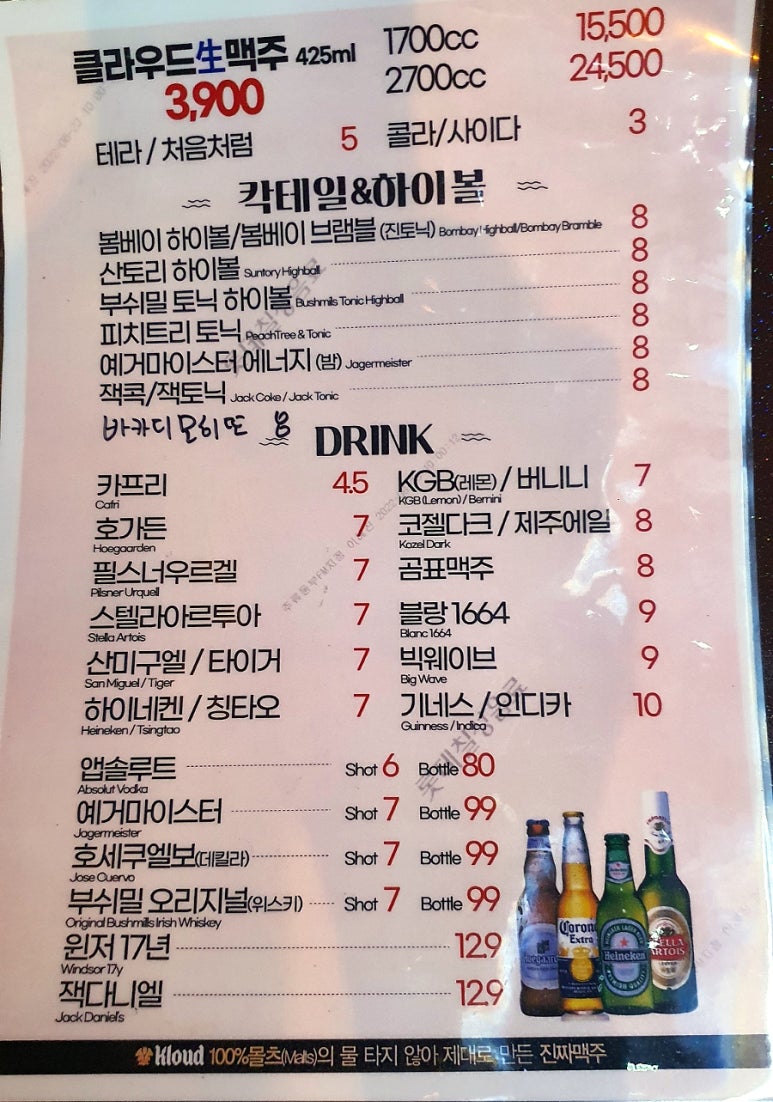 클라우드生맥주 425ml
3,900
1700cc 15,500
2700cc 24,500
테라 / 처음처럼 5
콜라/사이다 3
칵테일&하이볼
봄베이 하이볼/봄베이 브램블 (진토닉) Bombay Highball/Bombay Bramble 8
산토리 하이볼 Suntory Highball 8
부쉬밀 토닉 하이볼 Bushmils Tonic Highball 8
피치트리 토닉 PeachTree & Tonic 8
예거마이스터 에너지 (밤) Jagermeister 8
잭콕/잭토닉 Jack Coke / Jack Tonic 8
바카디 모히또
DRINK
카프리 4.5
Cafri
호가든 7
Hoegaarden
필스너우르겔 7
Pilsner Urquell
스텔라아르투아 7
Stella Artois
산미구엘 / 타이거 7
San Miguel / Tiger
하이네켄 / 칭타오 7
Heineken / Tsingtao
KGB(레몬) / 버니니 7
KGB (Lemon) / Bernini
코젤다크 / 제주에일 8
Kozel Dark
곰표맥주 8
블랑 1664 9
Blanc 1664
빅웨이브 9
Big Wave
기네스 / 인디카 10
Guinness / Indica
앱솔루트 Shot 6 Bottle 80
Absolut Vodka
예거마이스터 Shot 7 Bottle 99
Jagermeister
호세쿠엘보(데킬라) Shot 7 Bottle 99
Jose Cuervo
부쉬밀 오리지널(위스키) Shot 7 Bottle 99
Original Bushmills Irish Whiskey
윈저 17년 12.9
Windsor 17y
잭다니엘 12.9
Jack Daniel's
Corona
Extra
Heineken
STELLA
ARTOIS
Kloud 100%몰츠(Malts)의 물 타지 않아 제대로 만든 진짜맥주